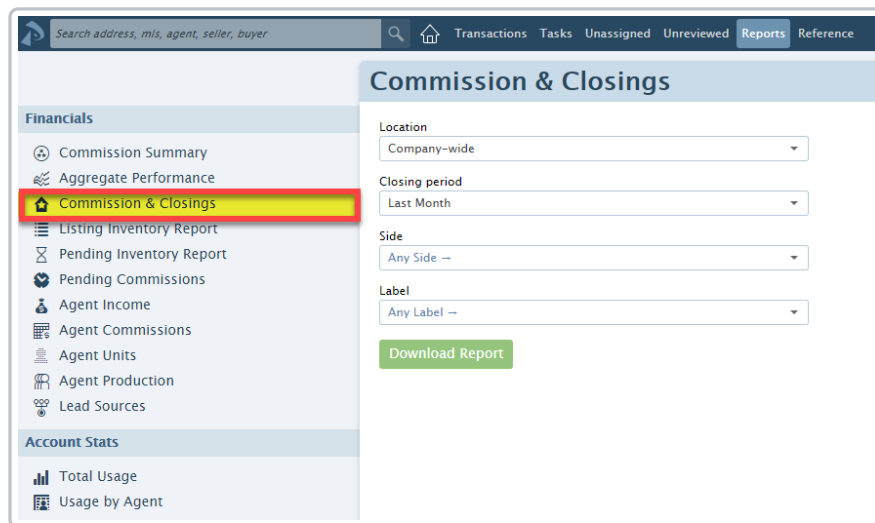 Search address, mls, agent, seller, buyer
Transactions Tasks Unassigned Unreviewed Reports Reference
Commission & Closings
Financials
Commission Summary
Aggregate Performance
Commission & Closings
Listing Inventory Report
Pending Inventory Report
Pending Commissions
Agent Income
Agent Commissions
Agent Units
Agent Production
Lead Sources
Account Stats
Total Usage
Usage by Agent
Location
Company-wide
Closing period
Last Month
Side
Any Side →
Label
Any Label →
Download Report